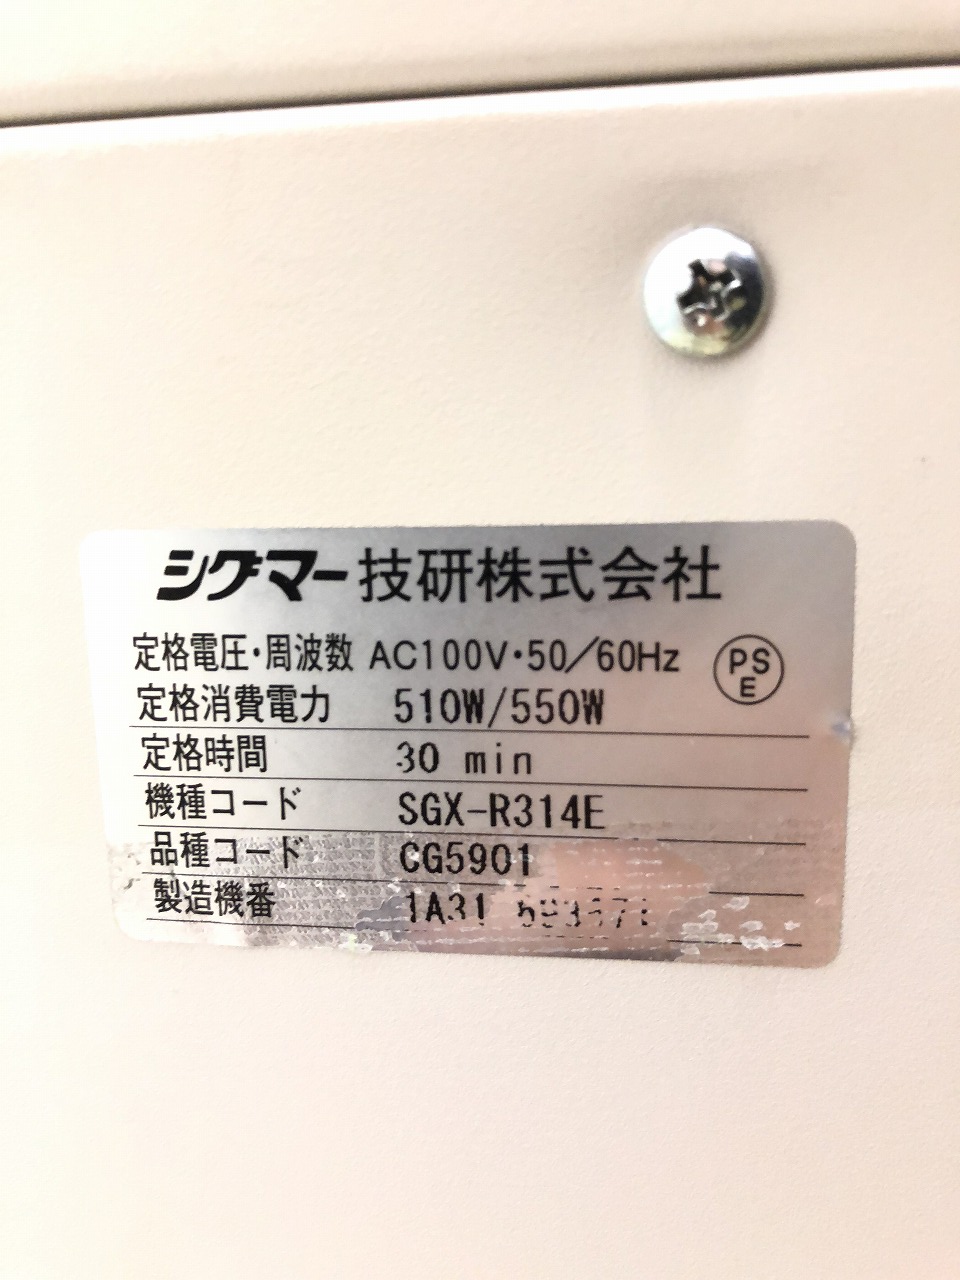 シグマー技研株式会社
定格電圧・周波数 AC100V・50/60Hz
PS
E
定格消費電力 510W/550W
定格時間 30 min
機種コード SGX-R314E
品種コード CG5901
製造機番 1A31